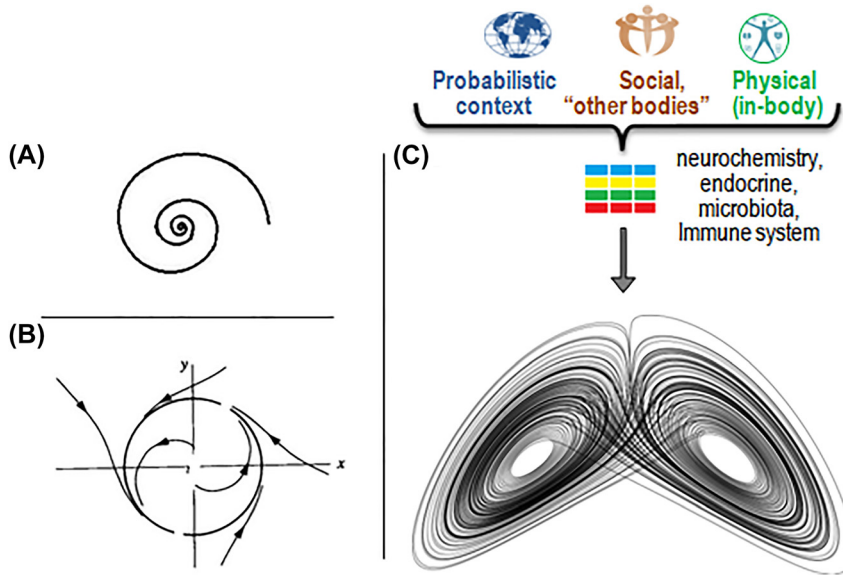 Probabilistic
context
Social,
“other bodies”
Physical
(in-body)
(A)
(C)
neurochemistry,
endocrine,
microbiota,
Immune system
(B)
y
x